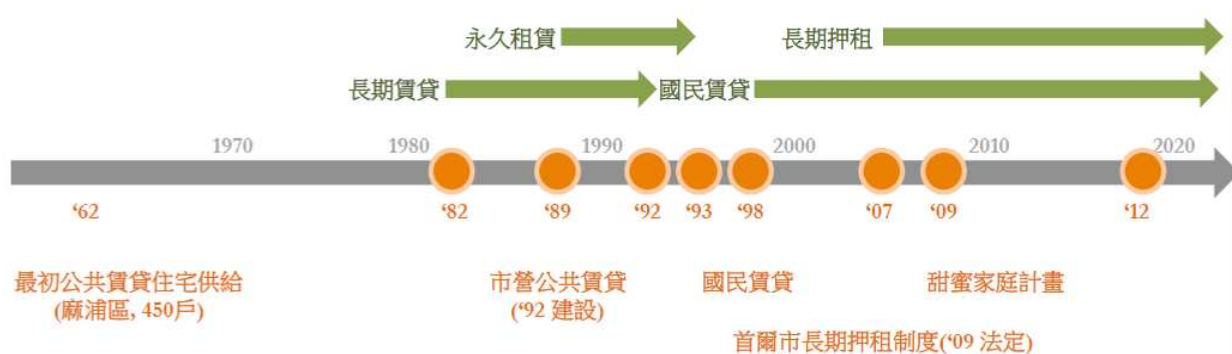 永久租賃
長期押租
長期賃貸
國民賃貸
1970
1980
1990
2000
2010
2020
‘62
‘82
‘89
‘92
‘93
‘98
‘07
‘09
‘12
最初公共賃貸住宅供給
(麻浦區, 450戶)
市營公共賃貸
(‘92 建設)
國民賃貸
甜蜜家庭計畫
首爾市長期押租制度(‘09 法定)